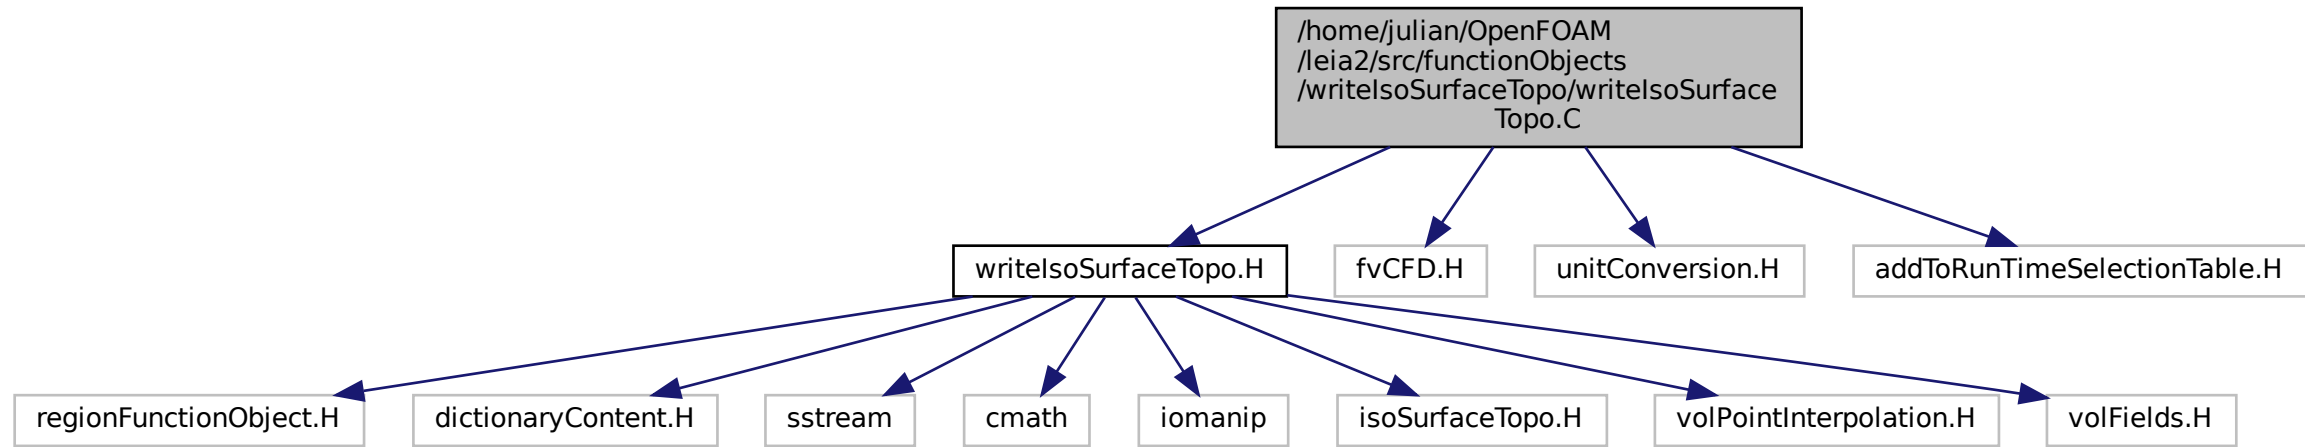 /home/julian/OpenFOAM
/leia2/src/functionObjects
/writeIsoSurfaceTopo/writeIsoSurface
Topo.C
writeIsoSurfaceTopo.H
fvCFD.H
unitConversion.H
addToRunTimeSelectionTable.H
regionFunctionObject.H
dictionaryContent.H
sstream
cmath
iomanip
isoSurfaceTopo.H
volPointInterpolation.H
volFields.H